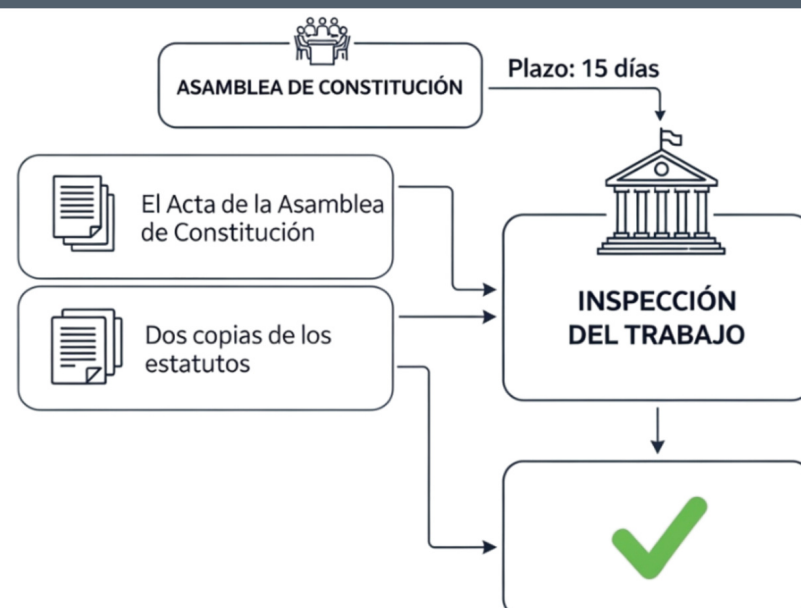 ASAMBLEA DE CONSTITUCIÓN
Plazo: 15 días
El Acta de la Asamblea
de Constitución
Dos copias de los
estatutos
INSPECCIÓN
DEL TRABAJO